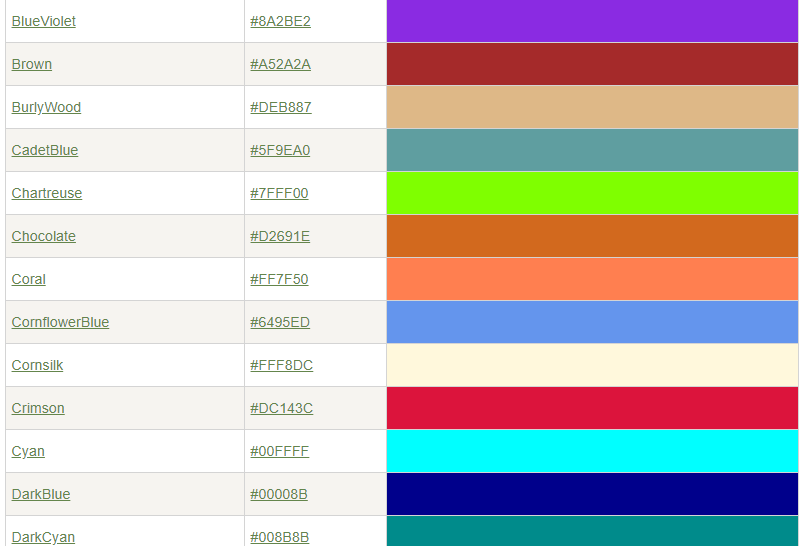 BlueViolet #8A2BE2
Brown #A52A2A
BurlyWood #DEB887
CadetBlue #5F9EA0
Chartreuse #7FFF00
Chocolate #D2691E
Coral #FF7F50
CornflowerBlue #6495ED
Cornsilk #FFF8DC
Crimson #DC143C
Cyan #00FFFF
DarkBlue #00008B
DarkCyan #008B8B